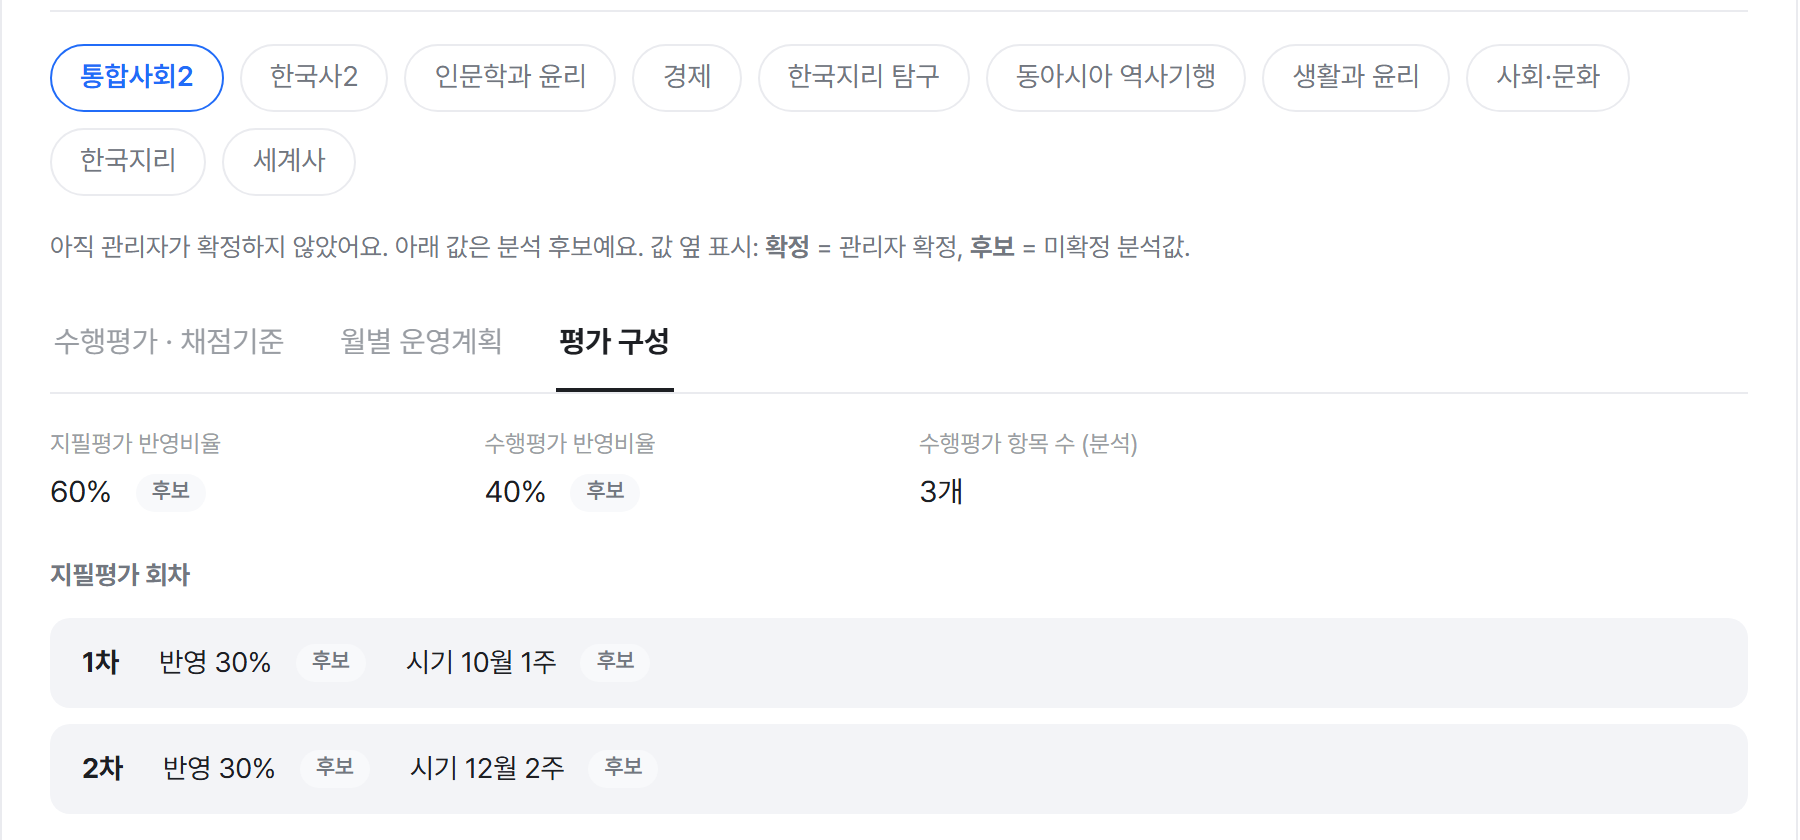 통합사회2 한국사2 인문학과 윤리 경제 한국지리 탐구 동아시아 역사기행 생활과 윤리 사회·문화
한국지리 세계사
아직 관리자가 확정하지 않았어요. 아래 값은 분석 후보예요. 값 옆 표시: 확정 = 관리자 확정, 후보 = 미확정 분석값.
수행평가 · 채점기준 월별 운영계획 평가 구성
지필평가 반영비율 수행평가 반영비율 수행평가 항목 수 (분석)
60% 후보 40% 후보 3개
지필평가 회차
1차 반영 30% 후보 시기 10월 1주 후보
2차 반영 30% 후보 시기 12월 2주 후보